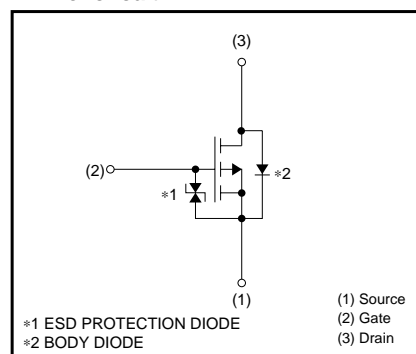 (3)
(2)
∗1
∗2
(1)
∗1 ESD PROTECTION DIODE
∗2 BODY DIODE
(1) Source
(2) Gate
(3) Drain